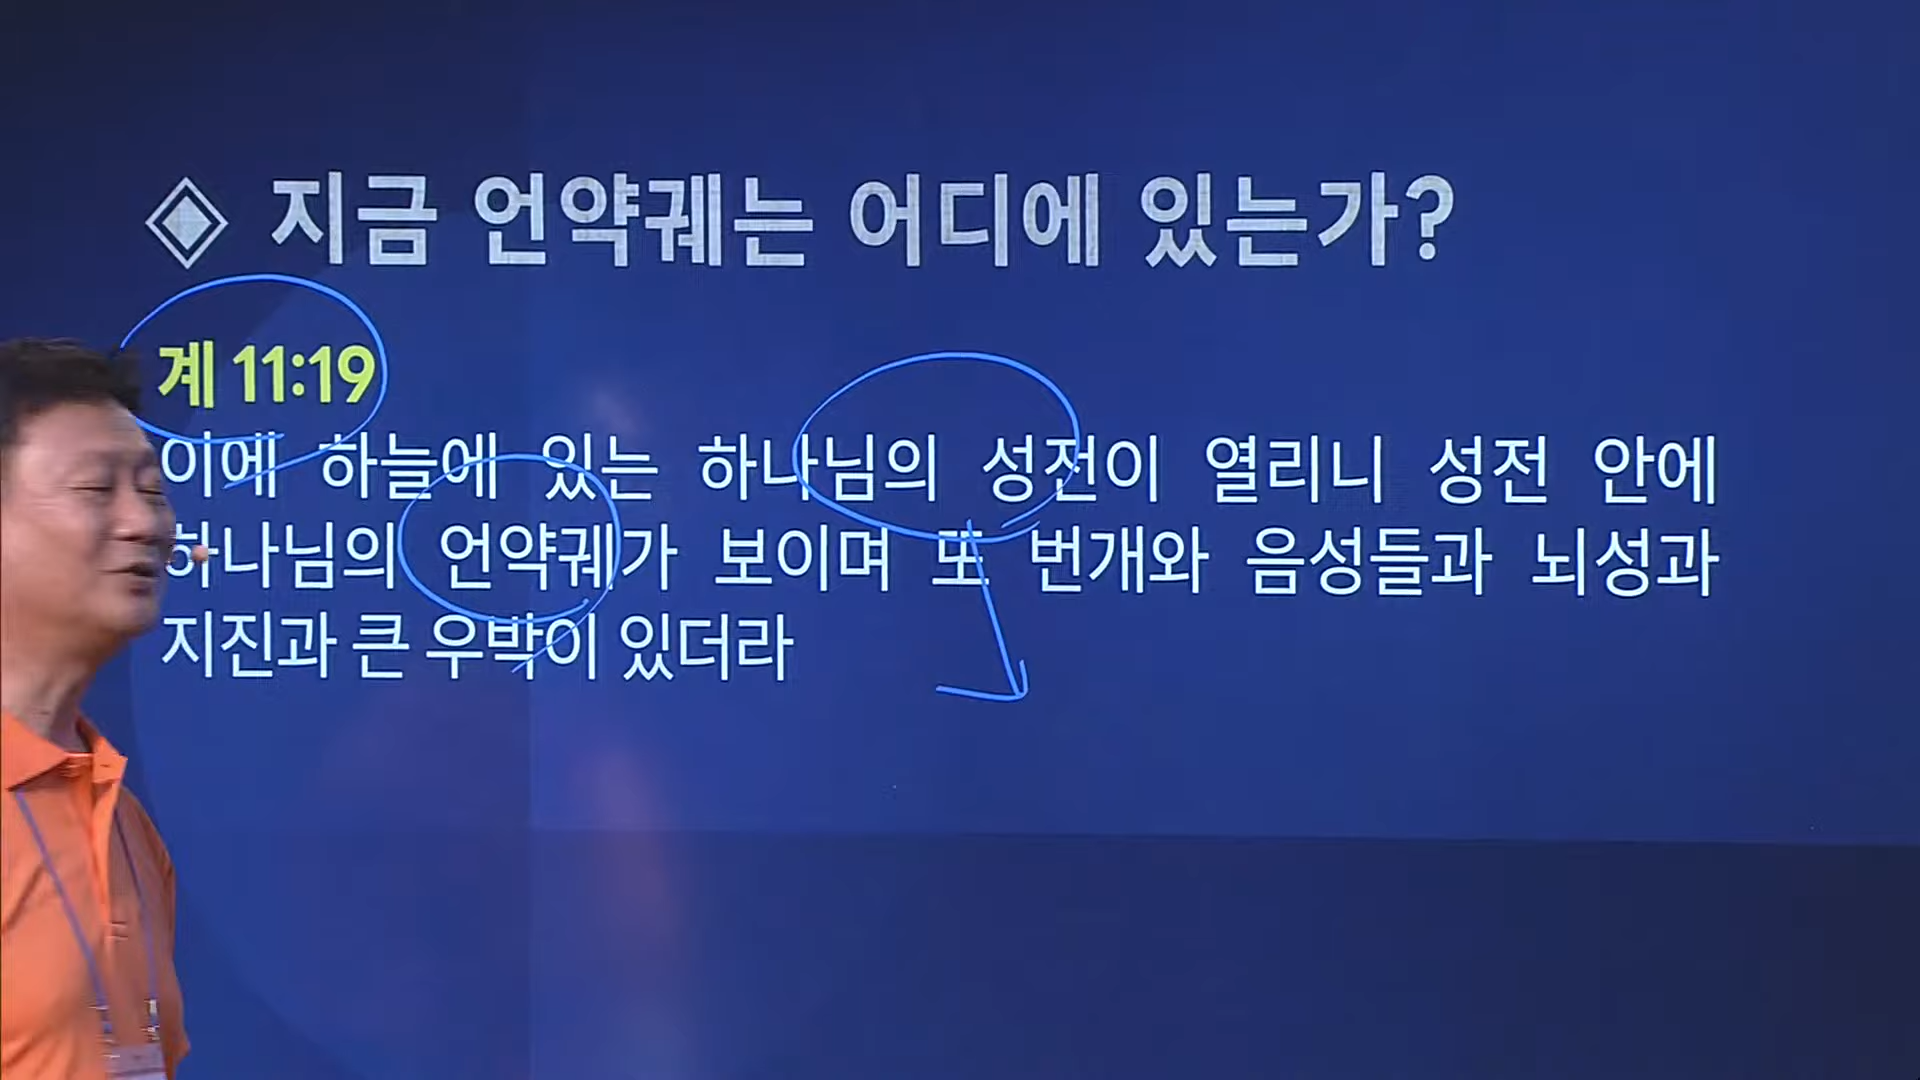 ◈ 지금 언약궤는 어디에 있는가?
계 11:19
이에 하늘에 있는 하나님의 성전이 열리니 성전 안에
하나님의 언약궤가 보이며 또 번개와 음성들과 뇌성과
지진과 큰 우박이 있더라